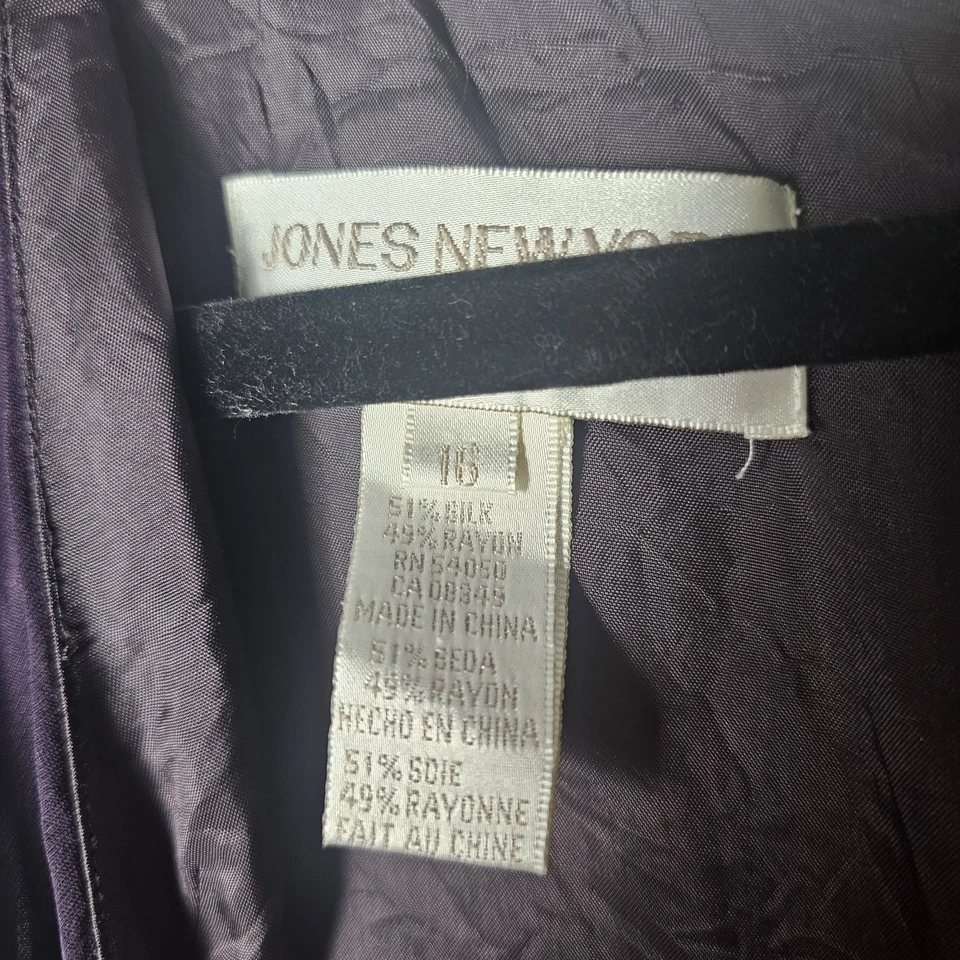 JONES NEW YOR
16
51% SILK
49% RAYON
RN 54050
CA 08849
MADE IN CHINA
51% SEDA
49% RAYON
HECHO EN CHINA
51% SOIE
49% RAYONNE
FAIT AU CHINE